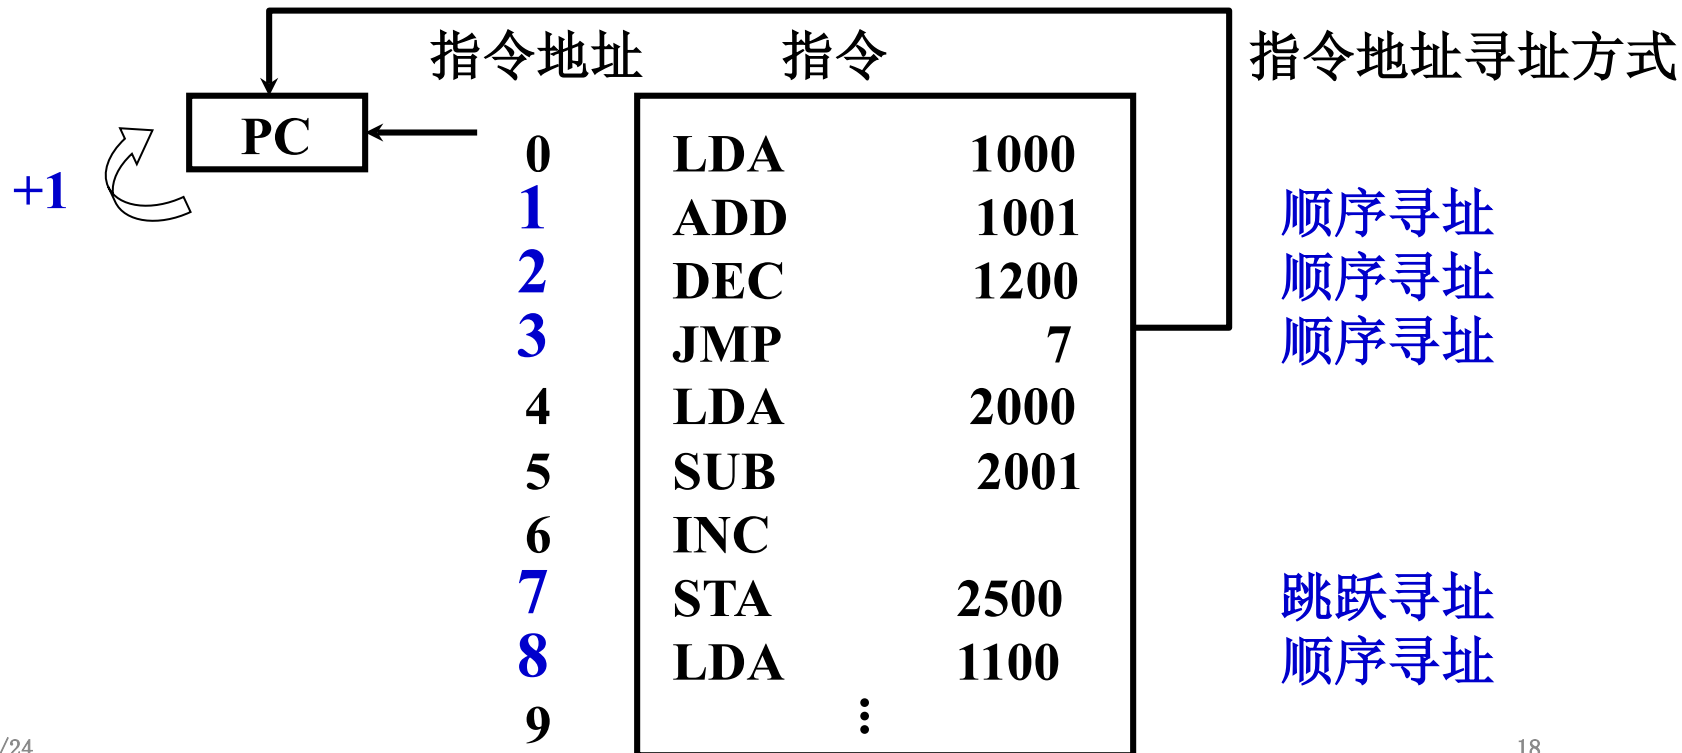 指令地址 指令 指令地址寻址方式
PC
0 LDA 1000
+1 1 ADD 1001 顺序寻址
2 DEC 1200 顺序寻址
3 JMP 7 顺序寻址
4 LDA 2000
5 SUB 2001
6 INC
7 STA 2500 跳跃寻址
8 LDA 1100 顺序寻址
9 ⋮
/24 18